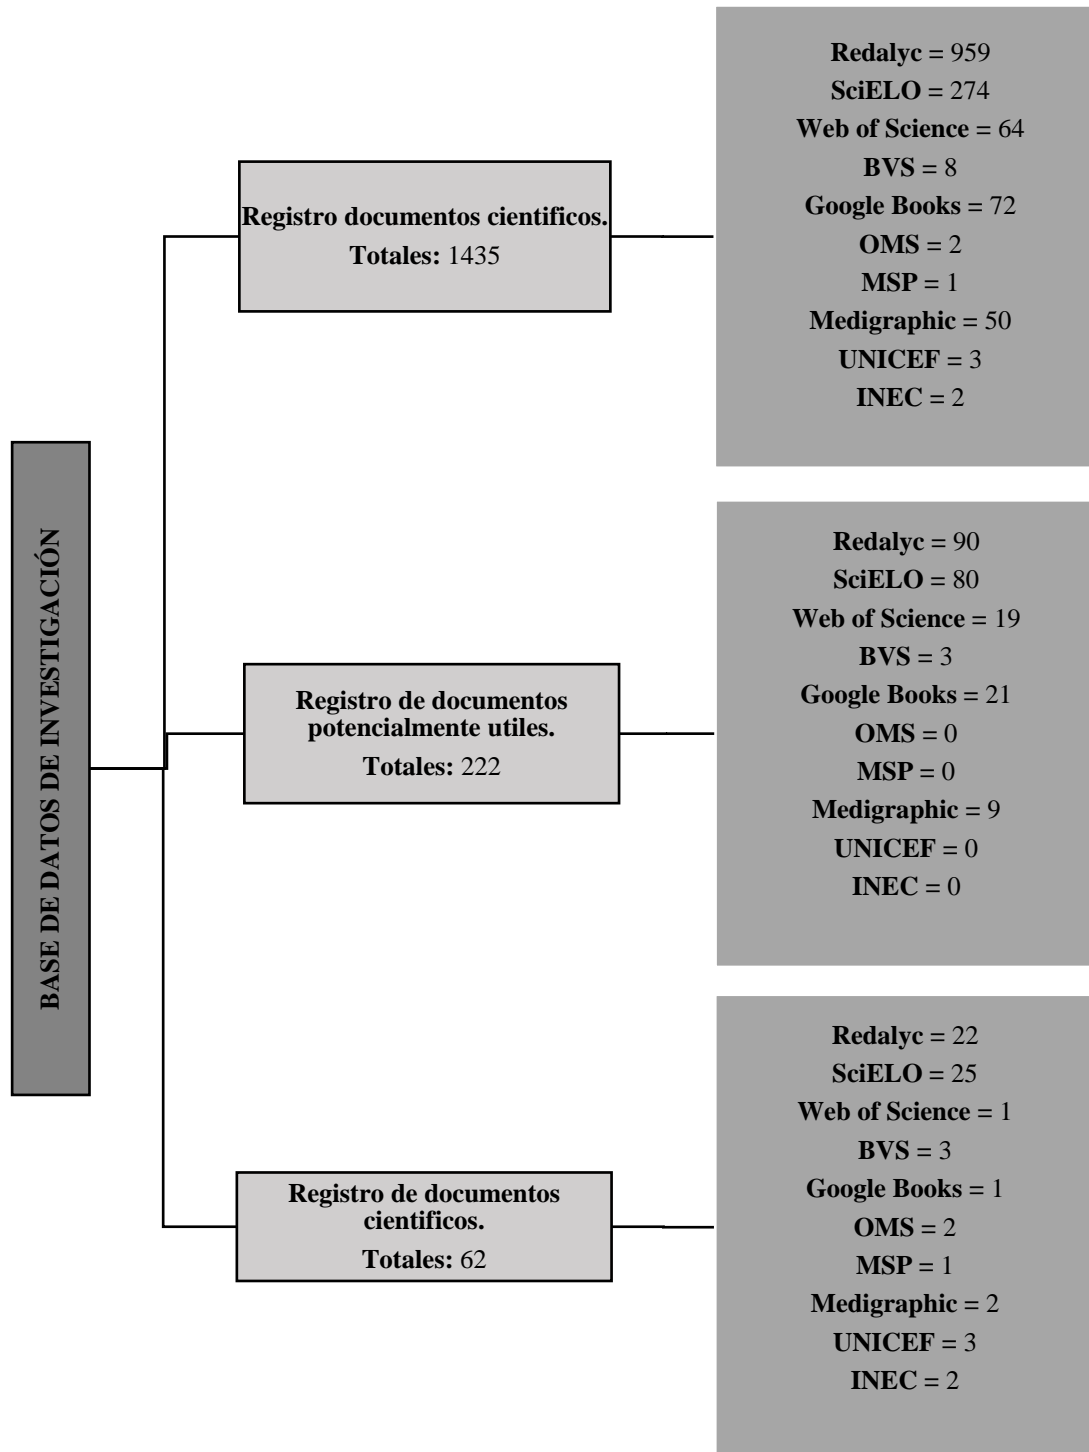 BASE DE DATOS DE INVESTIGACIÓN
Registro documentos cientificos.
Totales: 1435
Redalyc = 959
SciELO = 274
Web of Science = 64
BVS = 8
Google Books = 72
OMS = 2
MSP = 1
Medigraphic = 50
UNICEF = 3
INEC = 2
Registro de documentos
potencialmente utiles.
Totales: 222
Redalyc = 90
SciELO = 80
Web of Science = 19
BVS = 3
Google Books = 21
OMS = 0
MSP = 0
Medigraphic = 9
UNICEF = 0
INEC = 0
Registro de documentos
cientificos.
Totales: 62
Redalyc = 22
SciELO = 25
Web of Science = 1
BVS = 3
Google Books = 1
OMS = 2
MSP = 1
Medigraphic = 2
UNICEF = 3
INEC = 2